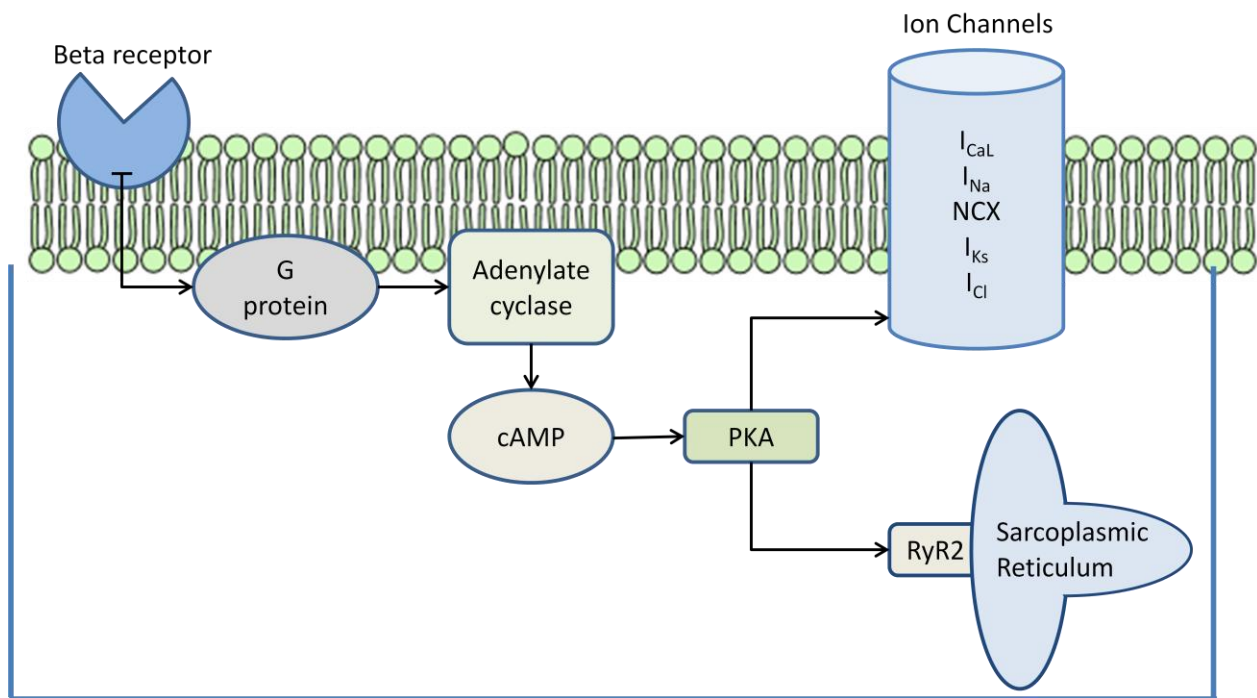 Ion Channels
Beta receptor
I_CaL
I_Na
NCX
I_Ks
I_Cl
G
protein
Adenylate
cyclase
cAMP
PKA
RyR2
Sarcoplasmic
Reticulum